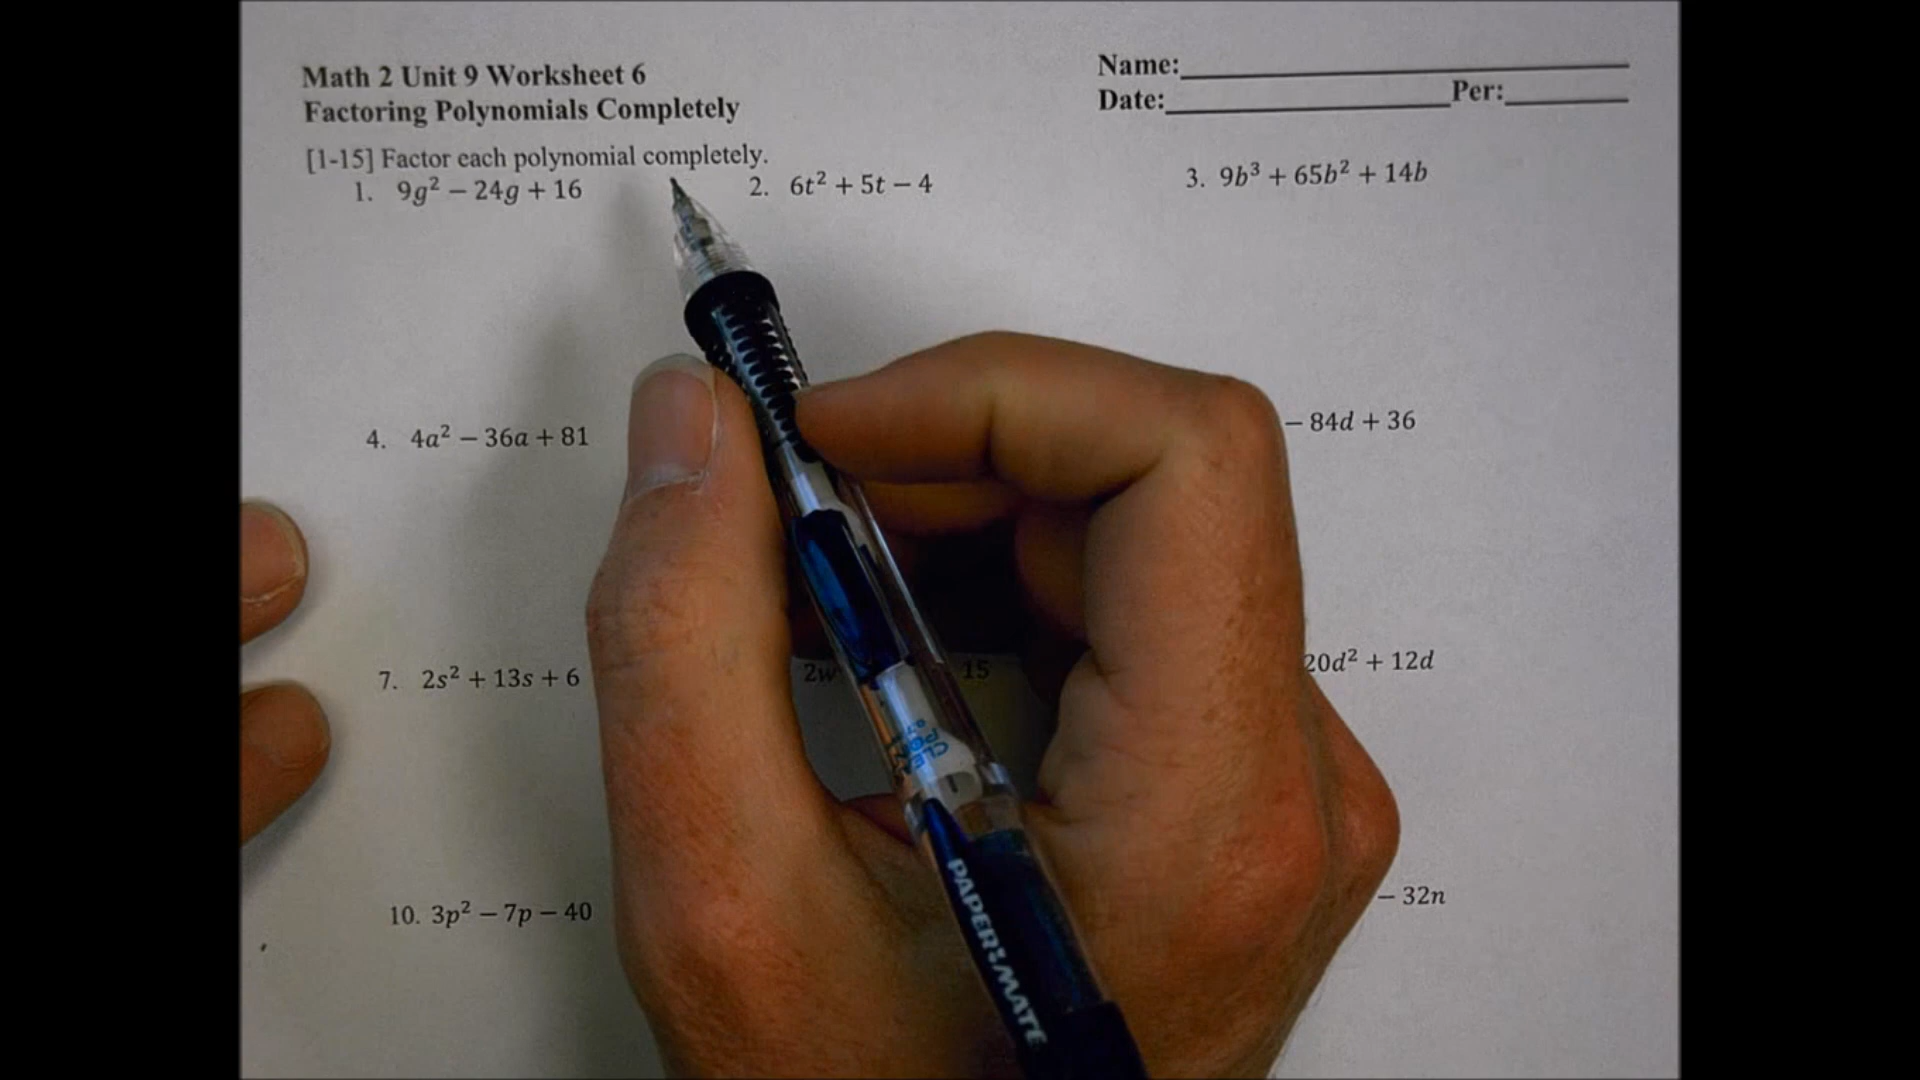 Math 2 Unit 9 Worksheet 6
Factoring Polynomials Completely
Name:
Date: Per:
[1-15] Factor each polynomial completely.
1. 9g² − 24g + 16
2. 6t² + 5t − 4
3. 9b³ + 65b² + 14b
4. 4a² − 36a + 81
− 84d + 36
7. 2s² + 13s + 6
2w 15
20d² + 12d
10. 3p² − 7p − 40
− 32n
PAPER:MATE